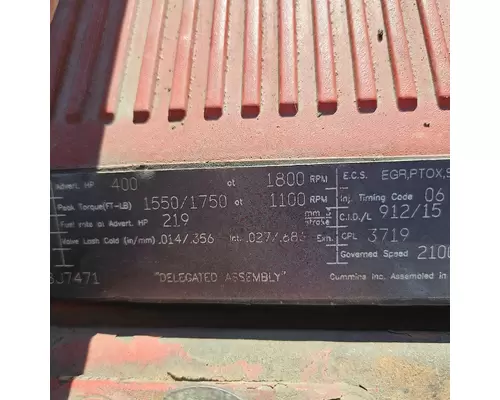 Advert. HP 400 at 1800 RPM
Peak Torque(FT-LB) 1550/1750 at 1100 RPM
Fuel rate at Advert. HP 219 mm³ stroke
Valve Lash Cold (in/mm) .014/.356 Int. .027/.686 Exh.
J7471 "DELEGATED ASSEMBLY"
E.C.S. EGR,PTOX,
Inj. Timing Code 06
C.I.D./L 912/15
CPL 3719
Governed Speed 2100
Cummins Inc. Assembled in